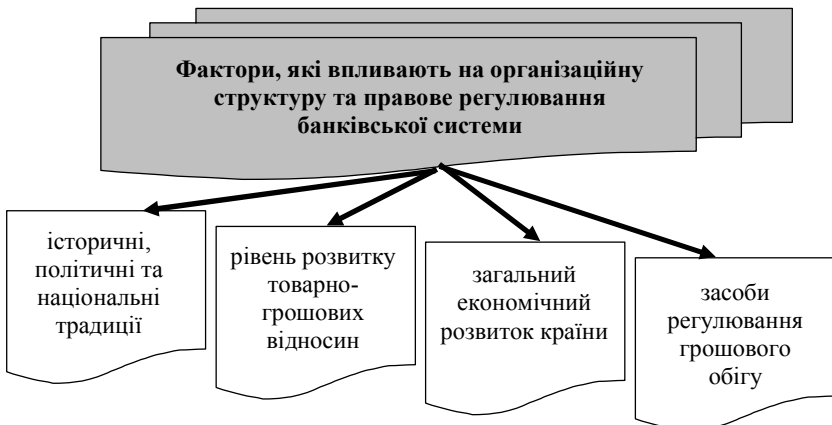 Фактори, які впливають на організаційну
структуру та правове регулювання
банківської системи
історичні,
політичні та
національні
традиції
рівень розвитку
товарно-
грошових
відносин
загальний
економічний
розвиток країни
засоби
регулювання
грошового
обігу